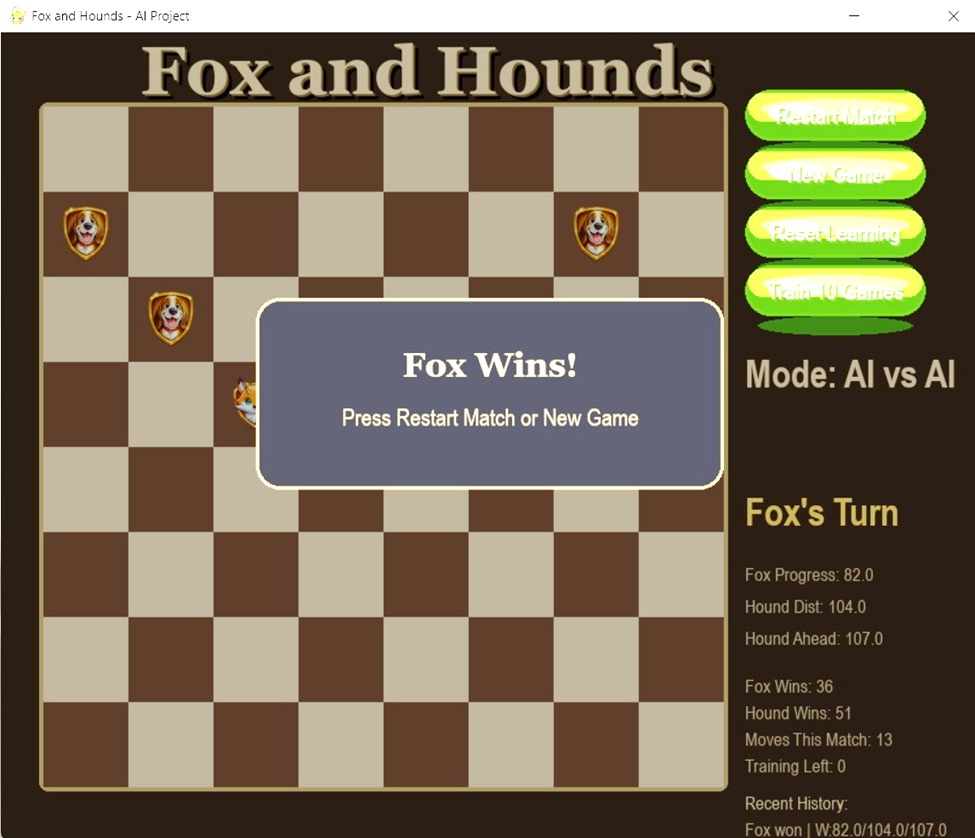 Fox and Hounds - AI Project
Fox and Hounds
Restart Match
New Game
Reset Learning
Train 10 Games
Mode: AI vs AI
Fox Wins!
Press Restart Match or New Game
Fox's Turn
Fox Progress: 82.0
Hound Dist: 104.0
Hound Ahead: 107.0
Fox Wins: 36
Hound Wins: 51
Moves This Match: 13
Training Left: 0
Recent History:
Fox won | W:82.0/104.0/107.0